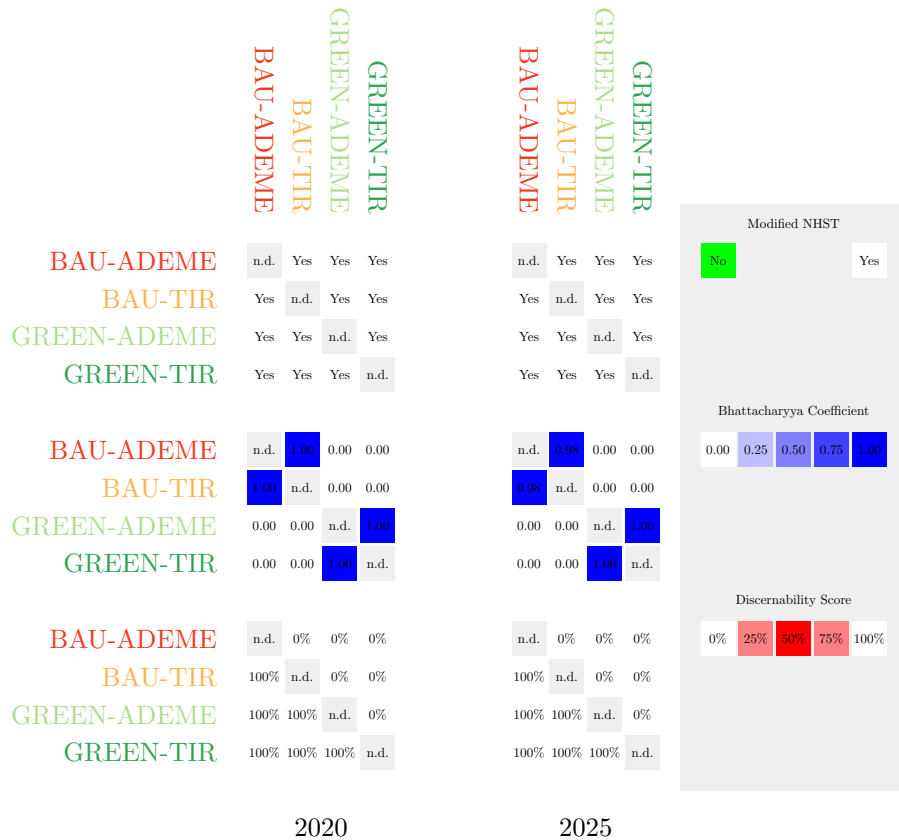 BAU-ADEME BAU-TIR GREEN-ADEME GREEN-TIR BAU-ADEME BAU-TIR GREEN-ADEME GREEN-TIR
Modified NHST
BAU-ADEME n.d. Yes Yes Yes n.d. Yes Yes Yes No Yes
BAU-TIR Yes n.d. Yes Yes Yes n.d. Yes Yes
GREEN-ADEME Yes Yes n.d. Yes Yes Yes n.d. Yes
GREEN-TIR Yes Yes Yes n.d. Yes Yes Yes n.d.
Bhattacharyya Coefficient
BAU-ADEME n.d. 1.00 0.00 0.00 n.d. 0.98 0.00 0.00 0.00 0.25 0.50 0.75 1.00
BAU-TIR 1.00 n.d. 0.00 0.00 0.98 n.d. 0.00 0.00
GREEN-ADEME 0.00 0.00 n.d. 1.00 0.00 0.00 n.d. 1.00
GREEN-TIR 0.00 0.00 1.00 n.d. 0.00 0.00 1.00 n.d.
Discernability Score
BAU-ADEME n.d. 0% 0% 0% n.d. 0% 0% 0% 0% 25% 50% 75% 100%
BAU-TIR 100% n.d. 0% 0% 100% n.d. 0% 0%
GREEN-ADEME 100% 100% n.d. 0% 100% 100% n.d. 0%
GREEN-TIR 100% 100% 100% n.d. 100% 100% 100% n.d.
2020 2025